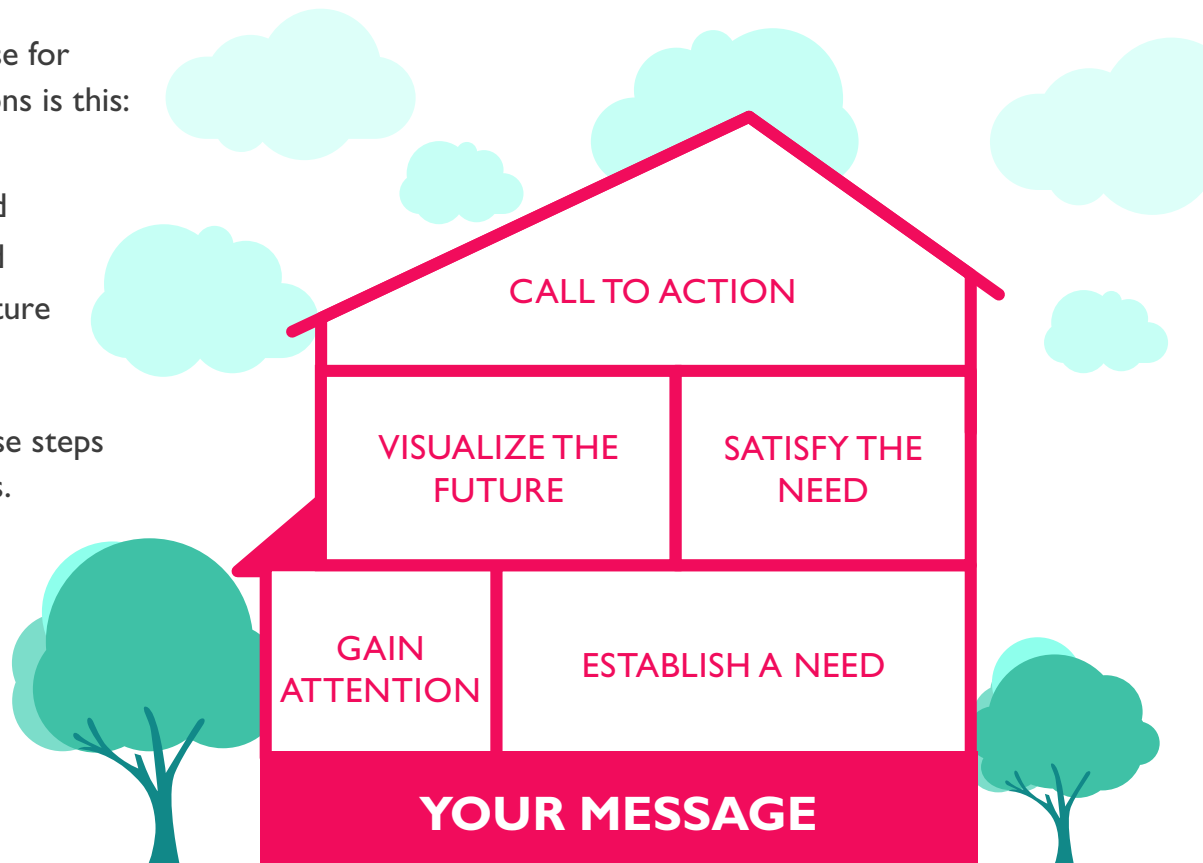 se for
ns is this:
d
d
ture
se steps
s.
CALL TO ACTION
VISUALIZE THE
FUTURE
SATISFY THE
NEED
GAIN
ATTENTION
ESTABLISH A NEED
YOUR MESSAGE